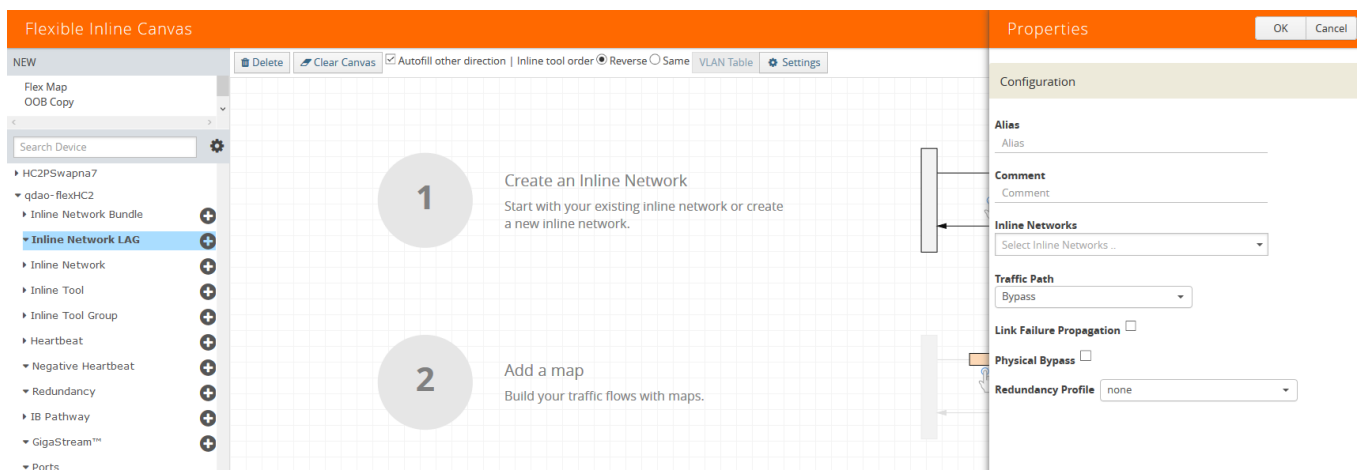 Flexible Inline Canvas
Properties
OK
Cancel
NEW
Delete
Clear Canvas
Autofill other direction | Inline tool order
Reverse
Same
VLAN Table
Settings
Flex Map
OOB Copy
Search Device
HC2PSwapna7
qdao-flexHC2
Inline Network Bundle
Inline Network LAG
Inline Network
Inline Tool
Inline Tool Group
Heartbeat
Negative Heartbeat
Redundancy
IB Pathway
GigaStream™
Ports
1
Create an Inline Network
Start with your existing inline network or create
a new inline network.
2
Add a map
Build your traffic flows with maps.
Configuration
Alias
Alias
Comment
Comment
Inline Networks
Select Inline Networks ..
Traffic Path
Bypass
Link Failure Propagation
Physical Bypass
Redundancy Profile
none